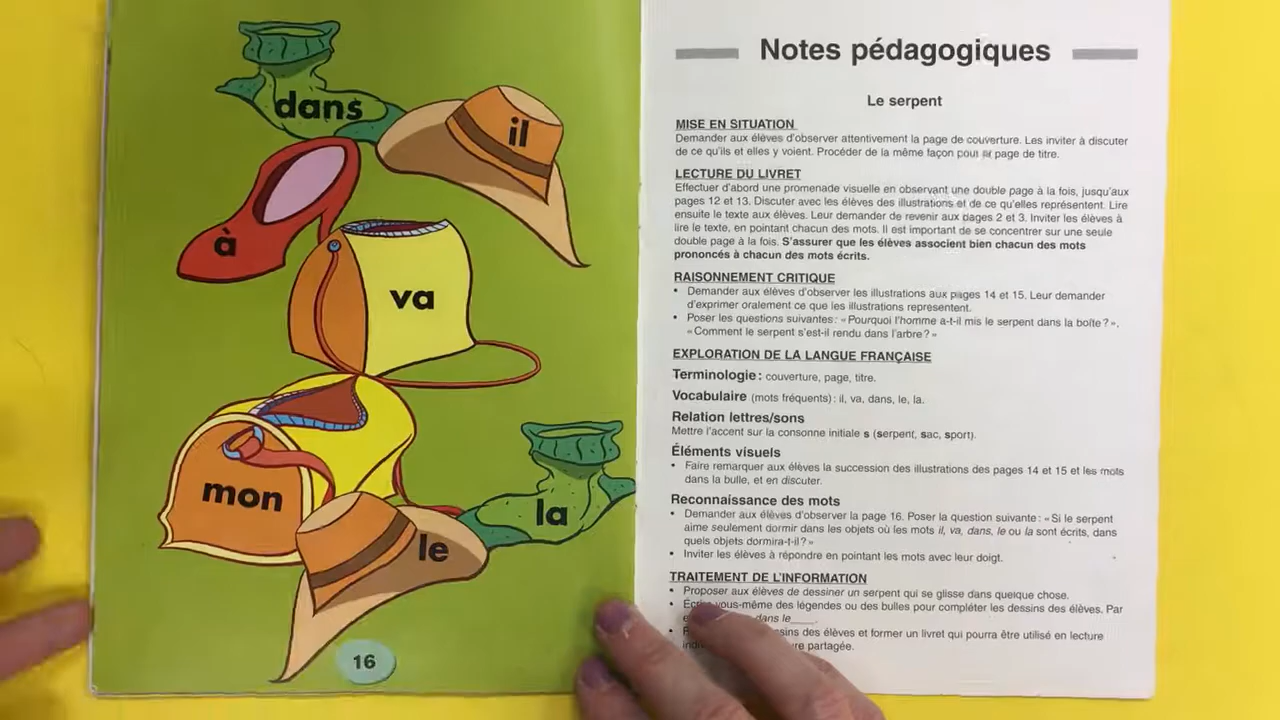 dans
il
à
va
mon
la
le
16
Notes pédagogiques
Le serpent
MISE EN SITUATION
Demander aux élèves d'observer attentivement la page de couverture. Les inviter à discuter
de ce qu'ils et elles y voient. Procéder de la même façon pour la page de titre.
LECTURE DU LIVRET
Effectuer d'abord une promenade visuelle en observant une double page à la fois, jusqu'aux
pages 12 et 13. Discuter avec les élèves des illustrations et de ce qu'elles représentent. Lire
ensuite le texte aux élèves. Leur demander de revenir aux pages 2 et 3. Inviter les élèves à
lire le texte, en pointant chacun des mots. Il est important de se concentrer sur une seule
double page à la fois. S'assurer que les élèves associent bien chacun des mots
prononcés à chacun des mots écrits.
RAISONNEMENT CRITIQUE
• Demander aux élèves d'observer les illustrations aux pages 14 et 15. Leur demander
d'exprimer oralement ce que les illustrations représentent.
• Poser les questions suivantes : « Pourquoi l'homme a-t-il mis le serpent dans la boîte ? »,
« Comment le serpent s'est-il rendu dans l'arbre ? »
EXPLORATION DE LA LANGUE FRANÇAISE
Terminologie : couverture, page, titre.
Vocabulaire (mots fréquents) : il, va, dans, le, la.
Relation lettres/sons
Mettre l'accent sur la consonne initiale s (serpent, sac, sport).
Éléments visuels
• Faire remarquer aux élèves la succession des illustrations des pages 14 et 15 et les mots
dans la bulle, et en discuter.
Reconnaissance des mots
• Demander aux élèves d'observer la page 16. Poser la question suivante : « Si le serpent
aime seulement dormir dans les objets où les mots il, va, dans, le ou la sont écrits, dans
quels objets dormira-t-il ? »
• Inviter les élèves à répondre en pointant les mots avec leur doigt.
TRAITEMENT DE L'INFORMATION
• Proposer aux élèves de dessiner un serpent qui se glisse dans quelque chose.
• Écrire vous-même des légendes ou des bulles pour compléter les dessins des élèves. Par
dans le____.
• des élèves et former un livret qui pourra être utilisé en lecture
partagée.